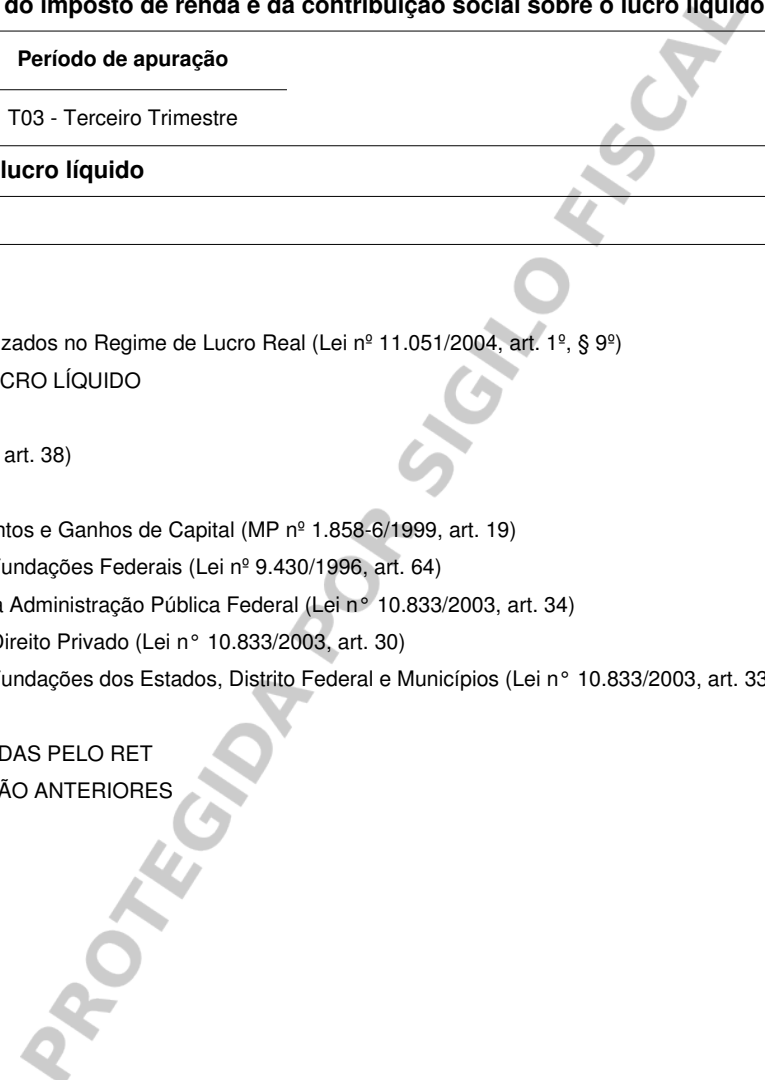 do imposto de renda e da contribuição social sobre o lucro líquido
Período de apuração
T03 - Terceiro Trimestre
lucro líquido
zados no Regime de Lucro Real (Lei nº 11.051/2004, art. 1º, § 9º)
CRO LÍQUIDO
art. 38)
ntos e Ganhos de Capital (MP nº 1.858-6/1999, art. 19)
undações Federais (Lei nº 9.430/1996, art. 64)
a Administração Pública Federal (Lei n° 10.833/2003, art. 34)
Direito Privado (Lei n° 10.833/2003, art. 30)
undações dos Estados, Distrito Federal e Municípios (Lei n° 10.833/2003, art. 33
DAS PELO RET
ÃO ANTERIORES
PROTEGIDA POR SIGILO FISCAL